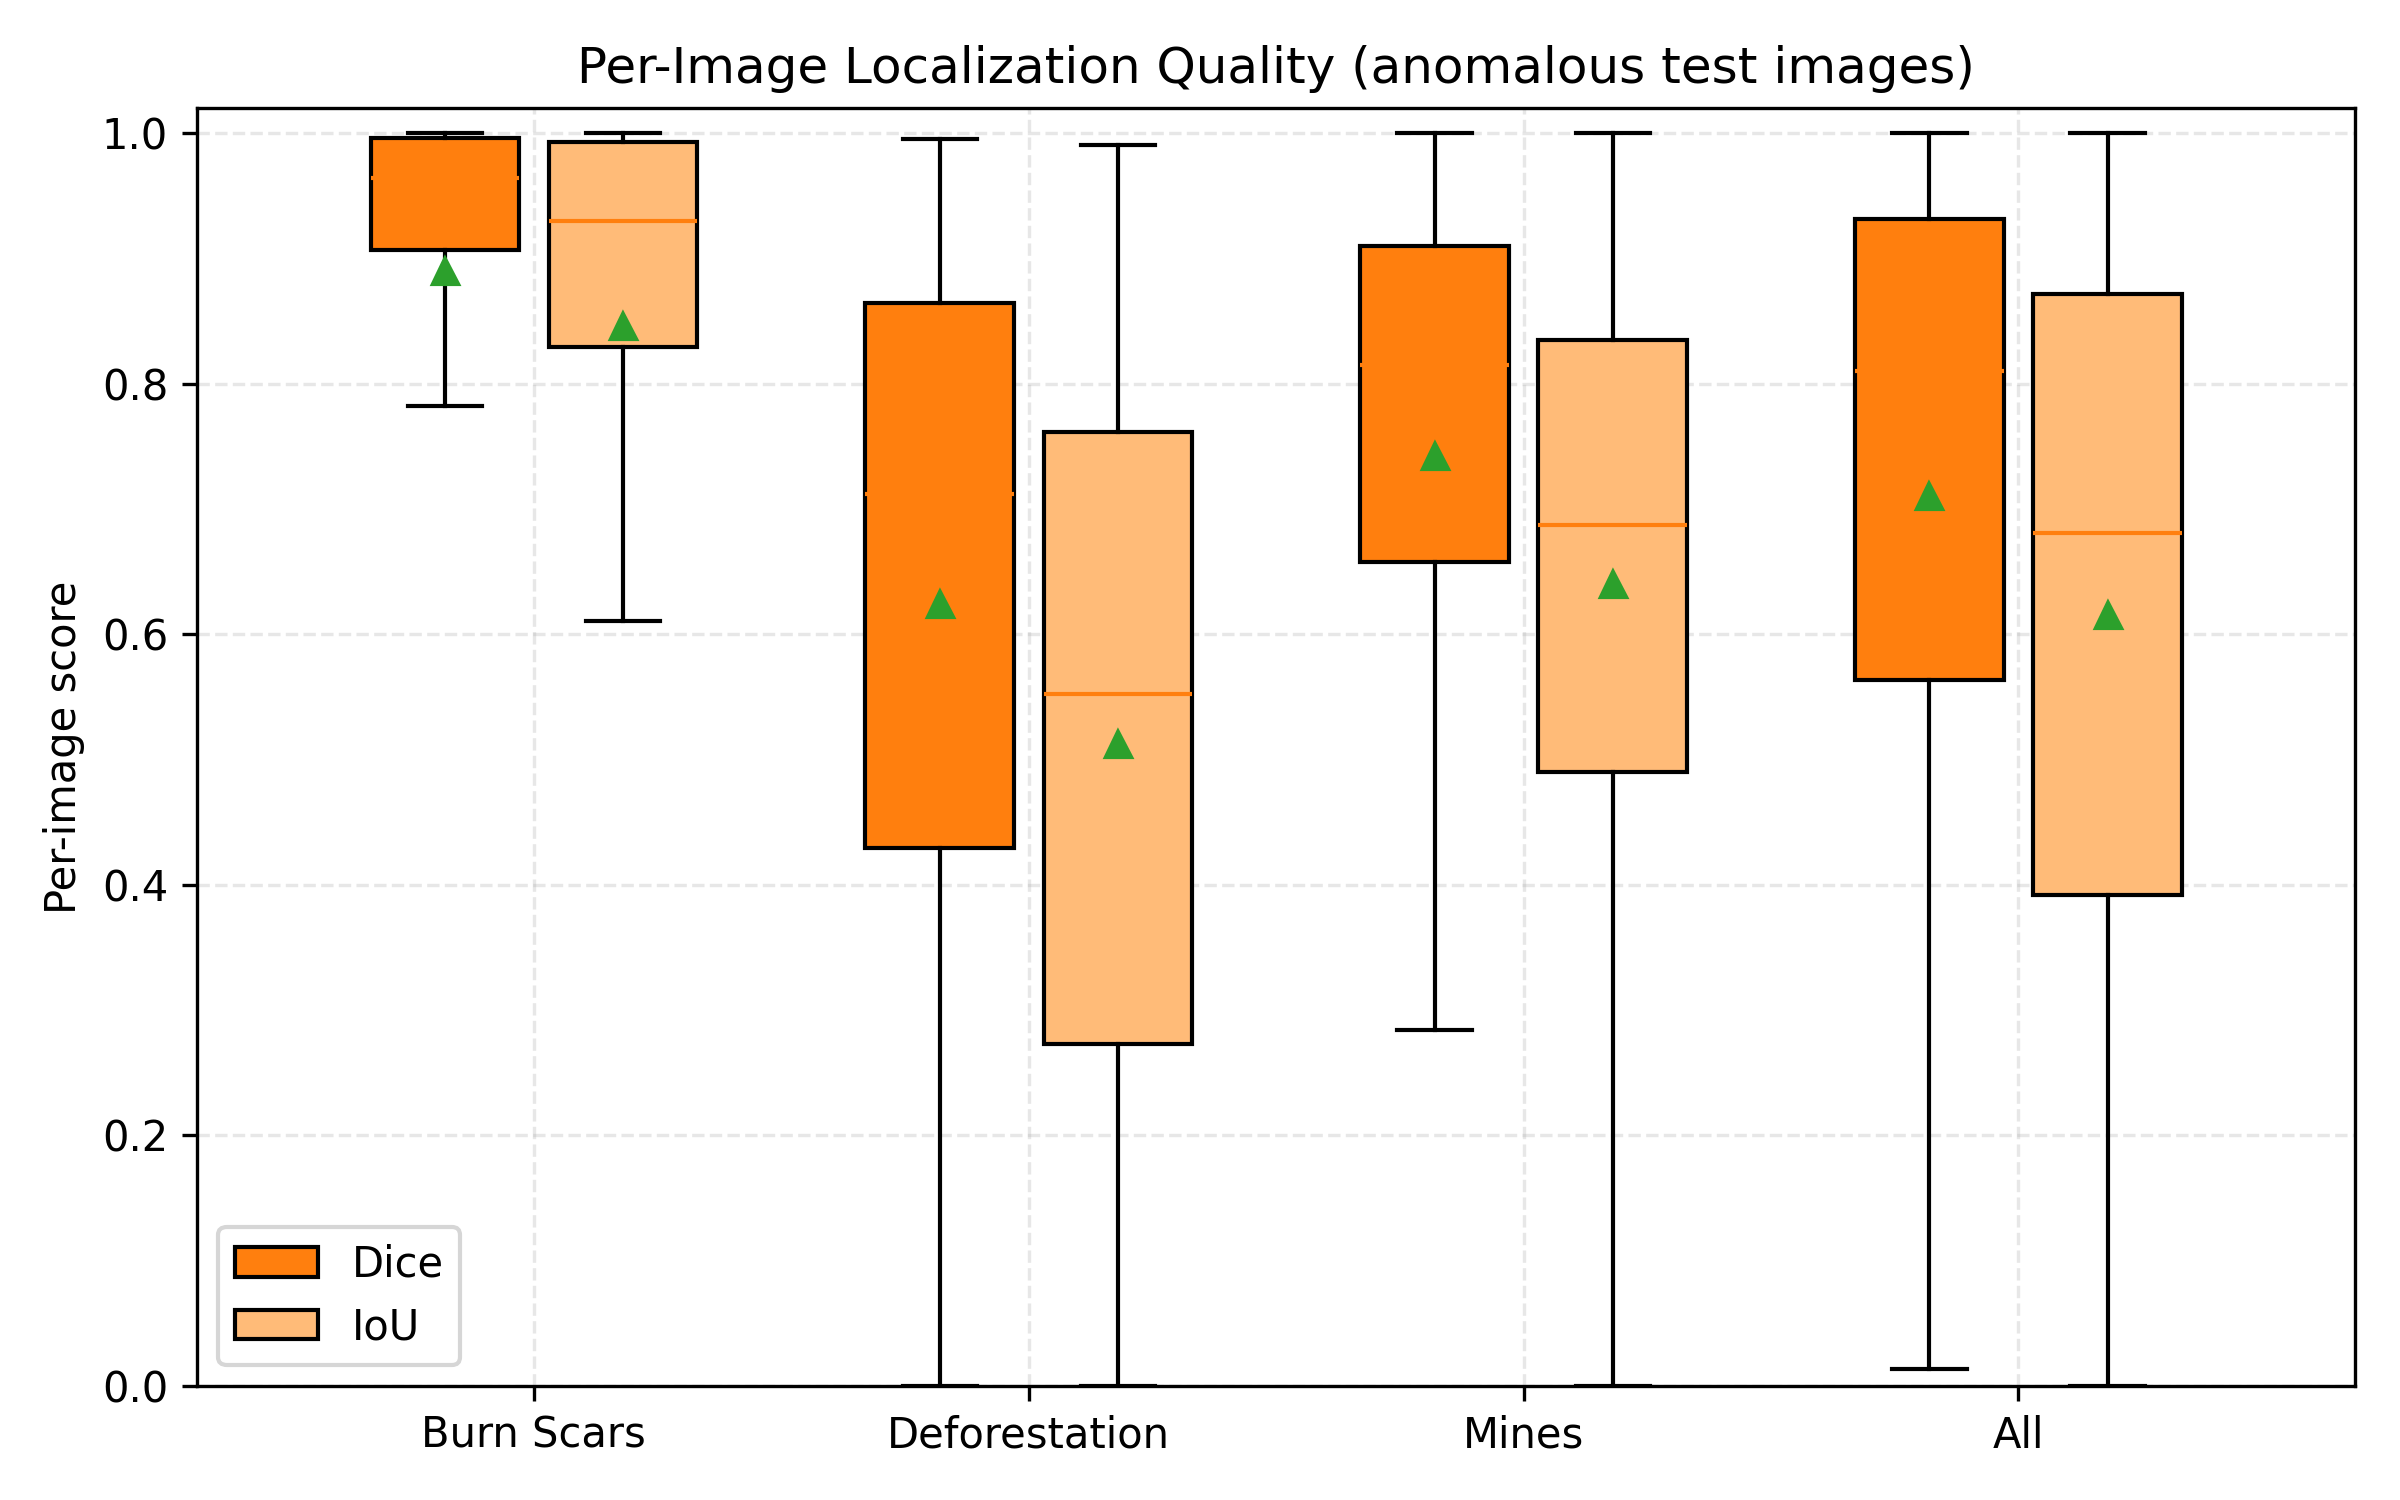 Per-Image Localization Quality (anomalous test images)
Per-image score
1.0
0.8
0.6
0.4
0.2
0.0
Dice
IoU
Burn Scars
Deforestation
Mines
All